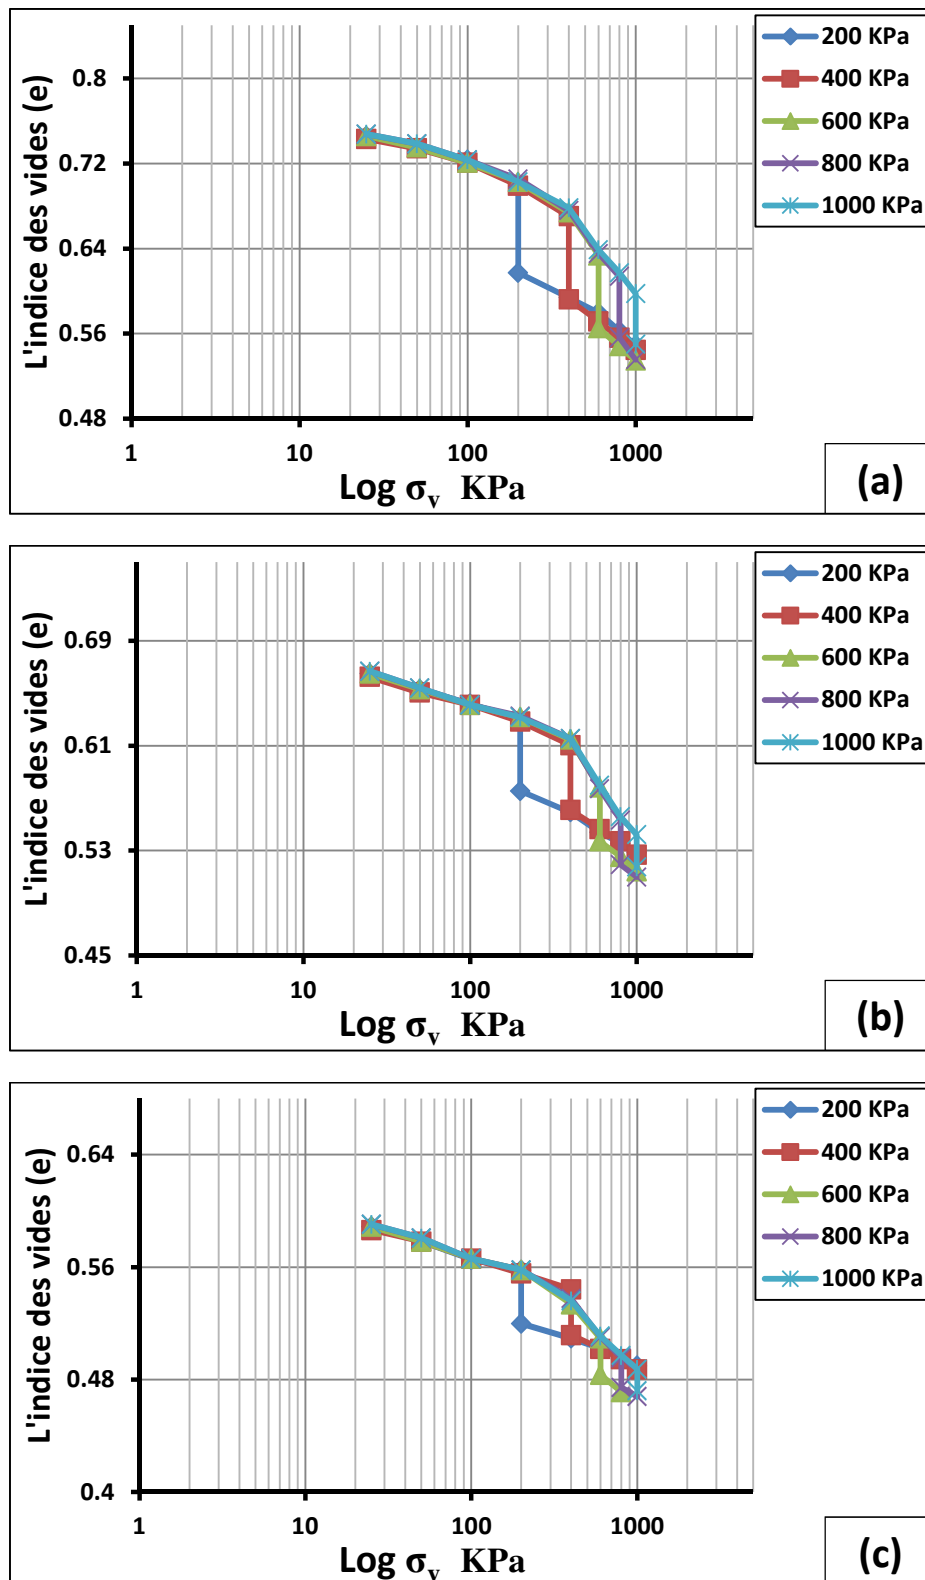 L'indice des vides (e)
0.8
0.72
0.64
0.56
0.48
1
10
100
1000
Log σv KPa
200 KPa
400 KPa
600 KPa
800 KPa
1000 KPa
(a)
L'indice des vides (e)
0.69
0.61
0.53
0.45
1
10
100
1000
Log σv KPa
200 KPa
400 KPa
600 KPa
800 KPa
1000 KPa
(b)
L'indice des vides (e)
0.64
0.56
0.48
0.4
1
10
100
1000
Log σv KPa
200 KPa
400 KPa
600 KPa
800 KPa
1000 KPa
(c)